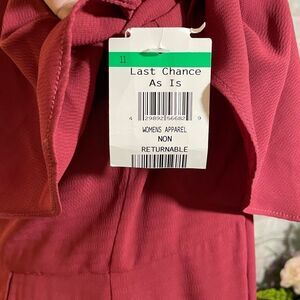 11
Last Chance
As Is
4 29892 56682 9
WOMENS APPAREL
NON
RETURNABLE